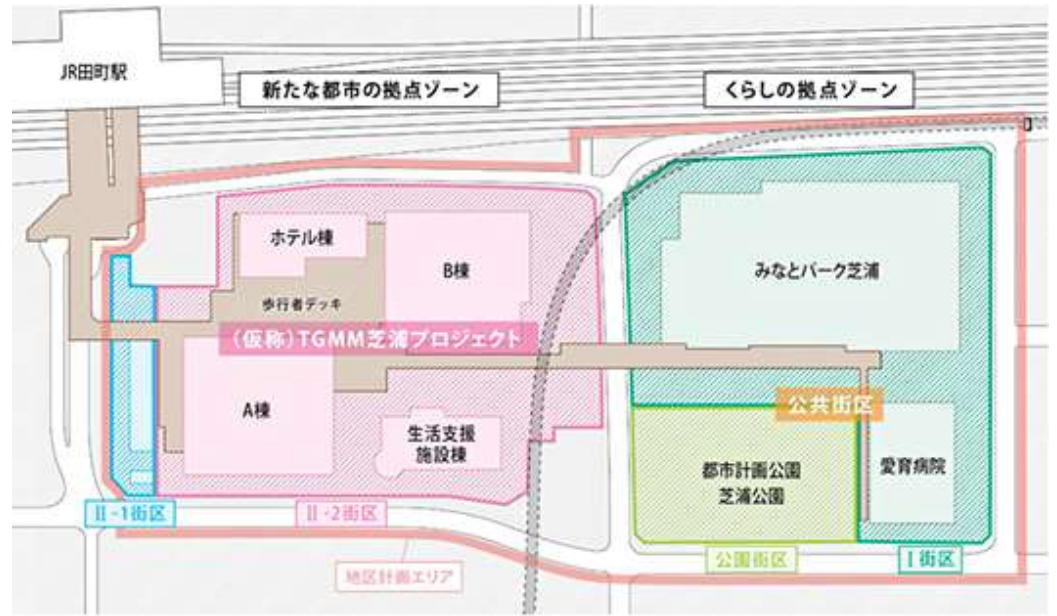 JR田町駅
新たな都市の拠点ゾーン
くらしの拠点ゾーン
ホテル棟
B棟
みなとパーク芝浦
歩行者デッキ
(仮称)TGMM芝浦プロジェクト
A棟
生活支援
施設棟
公共街区
都市計画公園
芝浦公園
愛育病院
II-1街区
II-2街区
公園街区
I街区
地区計画エリア